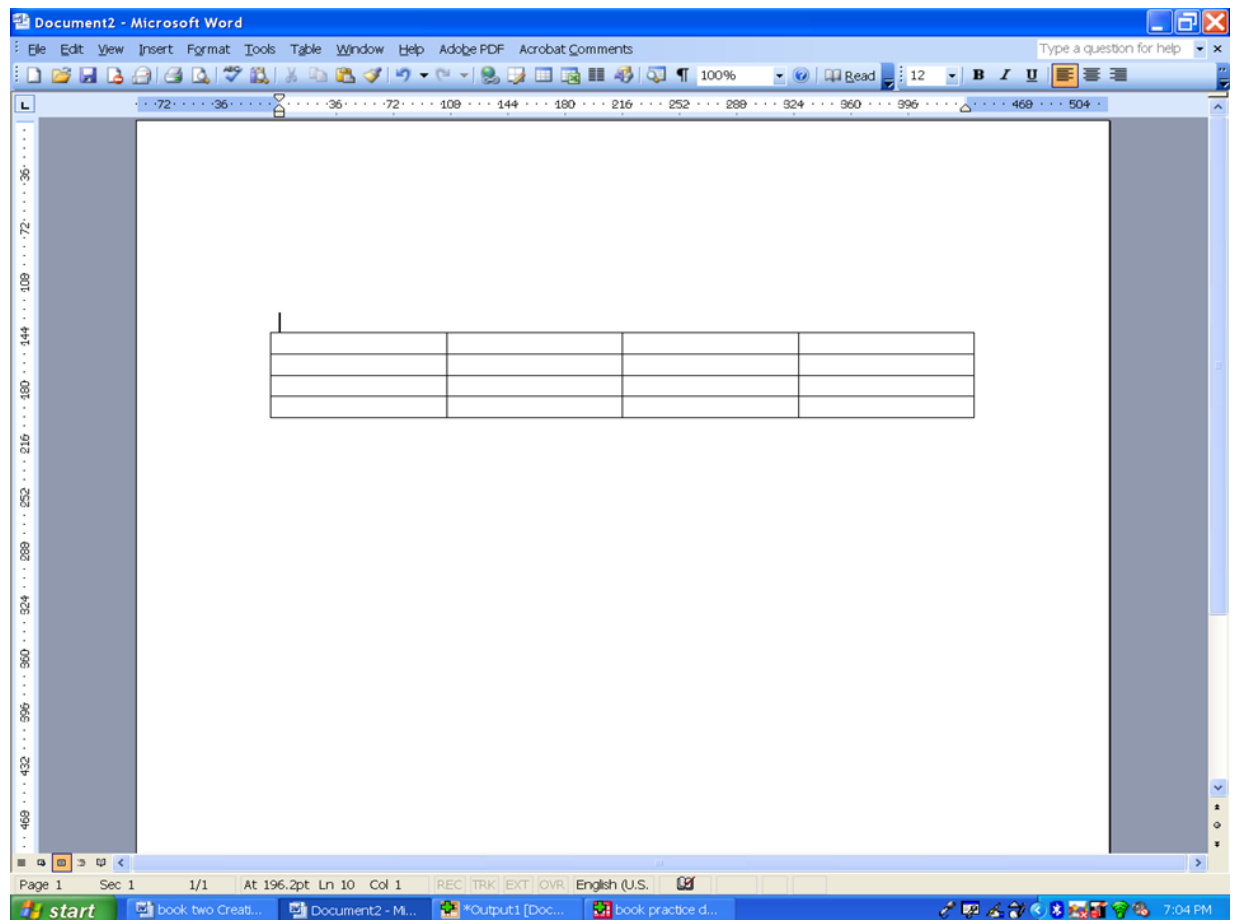 Document2 - Microsoft Word
File Edit View Insert Format Tools Table Window Help Adobe PDF Acrobat Comments Type a question for help
100% Read 12 B I U
L 72 36 36 72 108 144 180 216 252 288 324 360 396 468 504
36
72
108
144
180
216
252
288
324
360
396
432
468
Page 1 Sec 1 1/1 At 196.2pt Ln 10 Col 1 REC TRK EXT OVR English (U.S.
start book two Creati... Document2 - Mi... *Output1 [Doc... book practice d... 7:04 PM